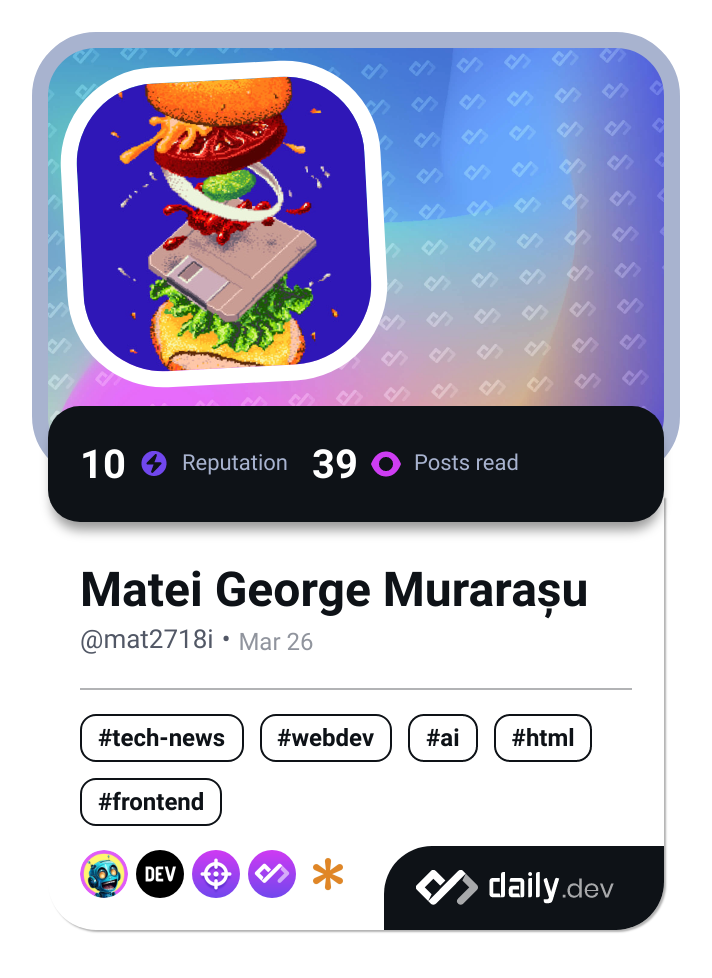 10 Reputation 39 Posts read
Matei George Murarașu
@mat2718i • Mar 26
#tech-news #webdev #ai #html
#frontend
DEV
daily.dev